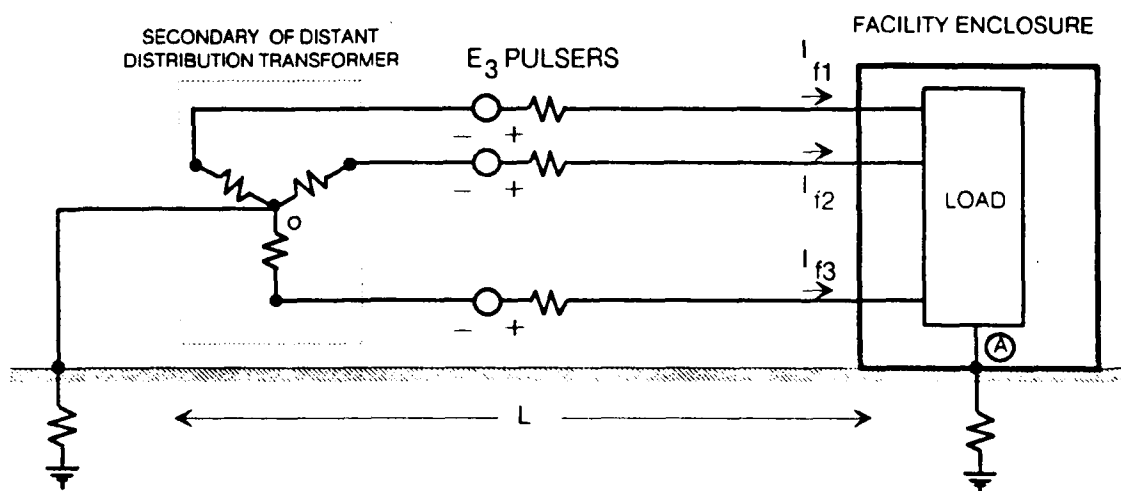 FACILITY ENCLOSURE
SECONDARY OF DISTANT
DISTRIBUTION TRANSFORMER
E3 PULSERS
If1
− +
− +
If2
LOAD
O
If3
− +
A
L